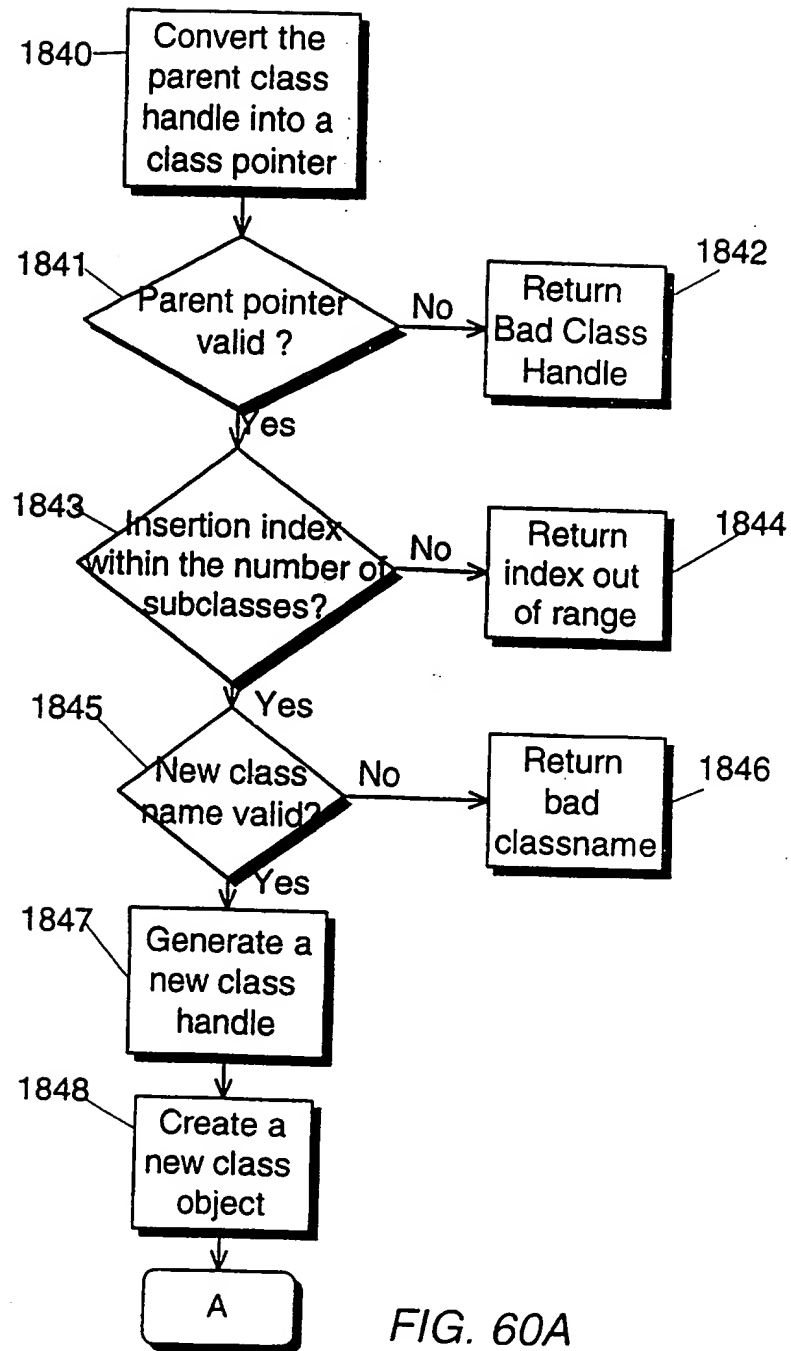 1840
Convert the
parent class
handle into a
class pointer
1841
Parent pointer
valid ?
No
1842
Return
Bad Class
Handle
Yes
1843
Insertion index
within the number of
subclasses?
No
1844
Return
index out
of range
Yes
1845
New class
name valid?
No
1846
Return
bad
classname
Yes
1847
Generate a
new class
handle
1848
Create a
new class
object
A
FIG. 60A